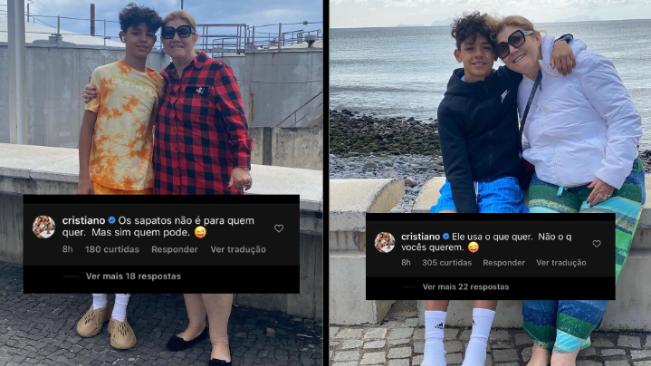 cristiano Os sapatos não é para quem
quer. Mas sim quem pode. 😜
8h 180 curtidas Responder Ver tradução
Ver mais 18 respostas
cristiano Ele usa o que quer. Não o q
vocês querem. 😜
8h 305 curtidas Responder Ver tradução
Ver mais 22 respostas